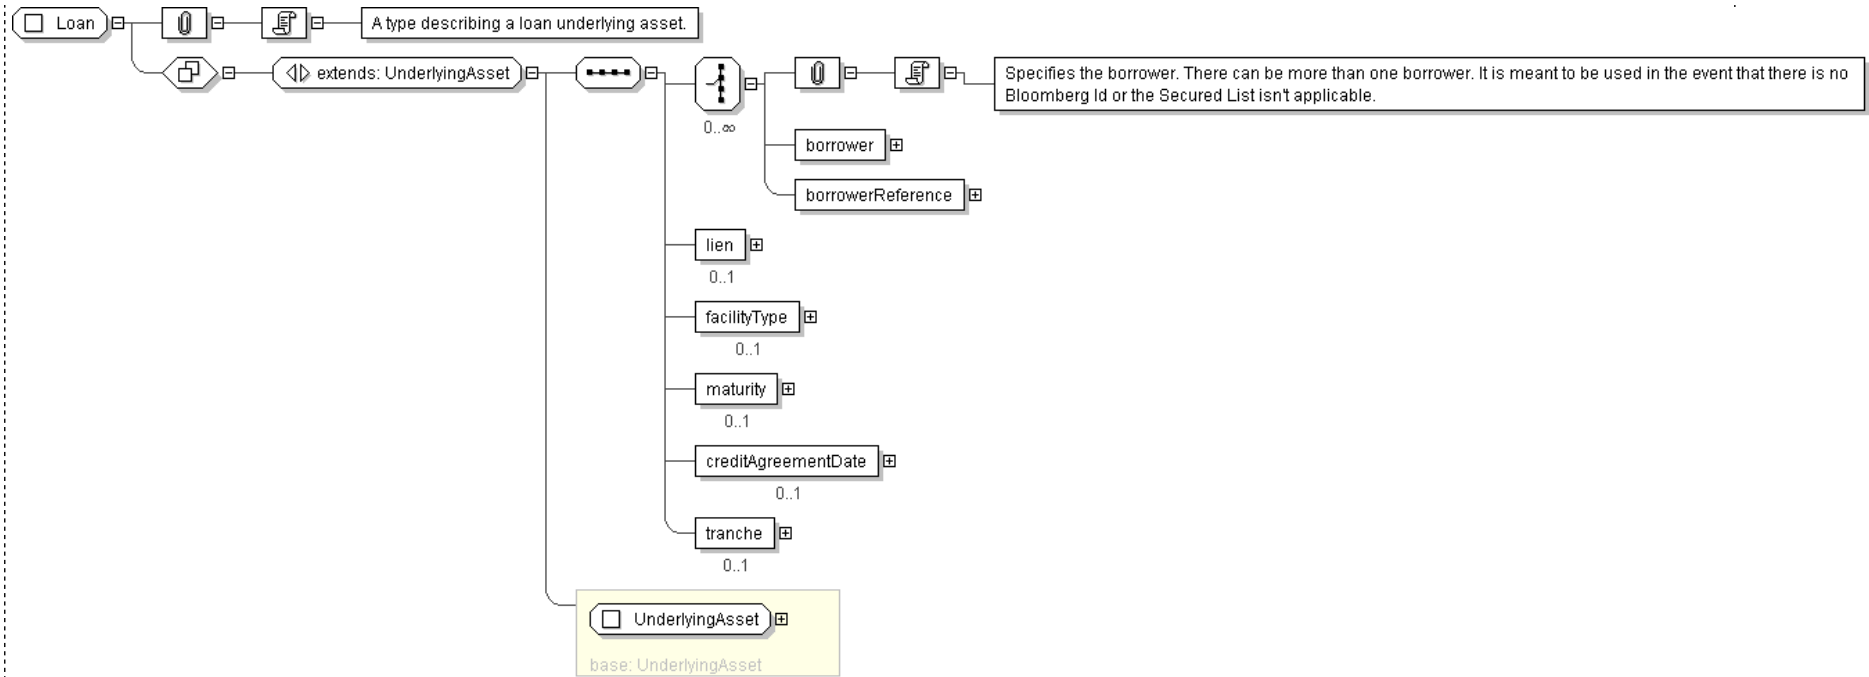 Loan
A type describing a loan underlying asset.
extends: UnderlyingAsset
0..∞
Specifies the borrower. There can be more than one borrower. It is meant to be used in the event that there is no
Bloomberg Id or the Secured List isn't applicable.
borrower
borrowerReference
lien
0..1
facilityType
0..1
maturity
0..1
creditAgreementDate
0..1
tranche
0..1
UnderlyingAsset
base: UnderlyingAsset